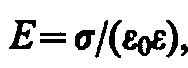 E = σ/(ε₀ε),